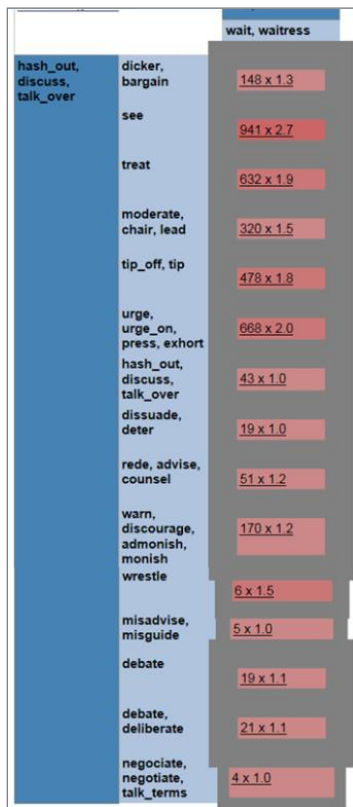 wait, waitress
hash_out,
discuss,
talk_over
dicker,
bargain
148 x 1.3
see
941 x 2.7
treat
632 x 1.9
moderate,
chair, lead
320 x 1.5
tip_off, tip
478 x 1.8
urge,
urge_on,
press, exhort
668 x 2.0
hash_out,
discuss,
talk_over
43 x 1.0
dissuade,
deter
19 x 1.0
rede, advise,
counsel
51 x 1.2
warn,
discourage,
admonish,
monish
170 x 1.2
wrestle
6 x 1.5
misadvise,
misguide
5 x 1.0
debate
19 x 1.1
debate,
deliberate
21 x 1.1
negociate,
negotiate,
talk_terms
4 x 1.0